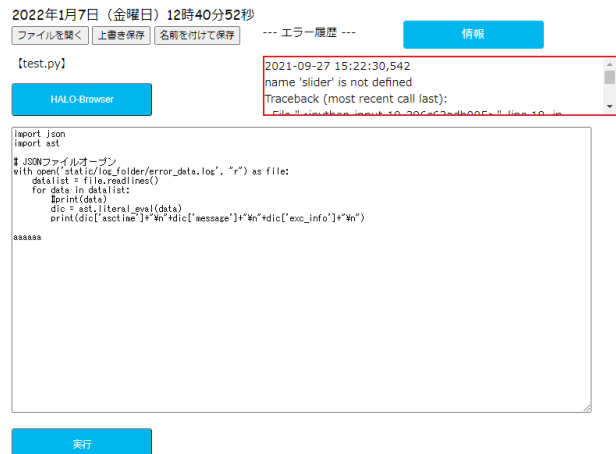 2022年1月7日（金曜日）12時40分52秒
ファイルを開く 上書き保存 名前を付けて保存
--- エラー履歴 ---
情報
【test.py】
HALO-Browser
2021-09-27 15:22:30,542
name 'slider' is not defined
Traceback (most recent call last):
import json
import ast
# JSONファイルオープン
with open('static/log_folder/error_data.log', "r") as file:
    datalist = file.readlines()
    for data in datalist:
        #print(data)
        dic = ast.literal_eval(data)
        print(dic['asctime']+"¥n"+dic['message']+"¥n"+dic['exc_info']+"¥n")
aaaaaa
実行